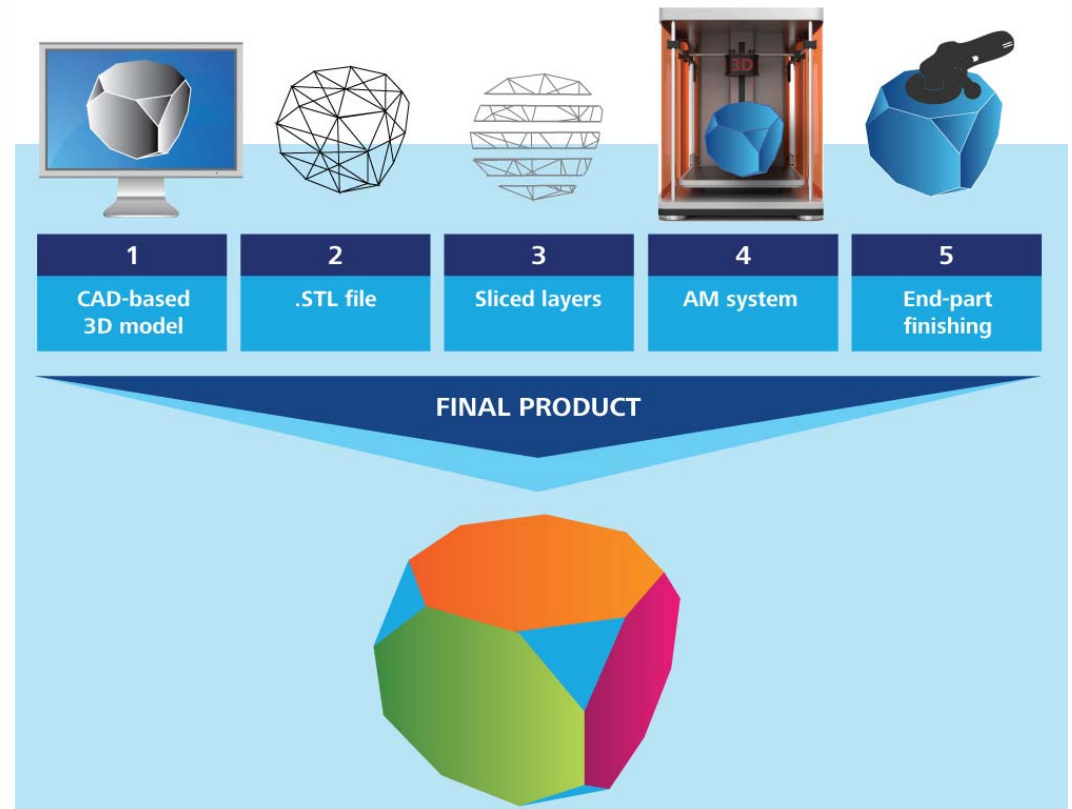 3D
1
2
3
4
5
CAD-based
3D model
.STL file
Sliced layers
AM system
End-part
finishing
FINAL PRODUCT